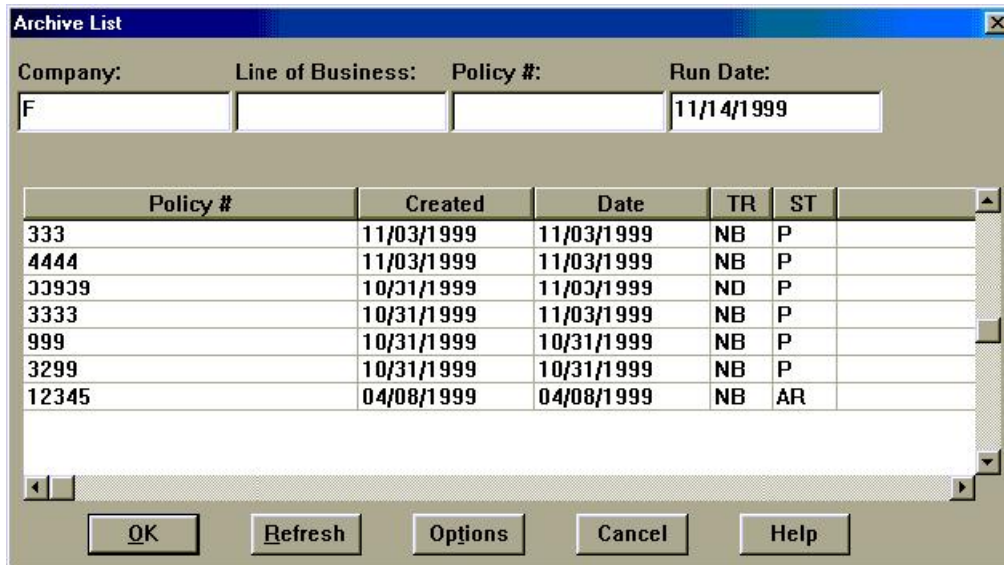 Archive List
Company: Line of Business: Policy #: Run Date:
F 11/14/1999
Policy # Created Date TR ST
333 11/03/1999 11/03/1999 NB P
4444 11/03/1999 11/03/1999 NB P
33939 10/31/1999 11/03/1999 NB P
3333 10/31/1999 11/03/1999 NB P
999 10/31/1999 10/31/1999 NB P
3299 10/31/1999 10/31/1999 NB P
12345 04/08/1999 04/08/1999 NB AR
OK Refresh Options Cancel Help